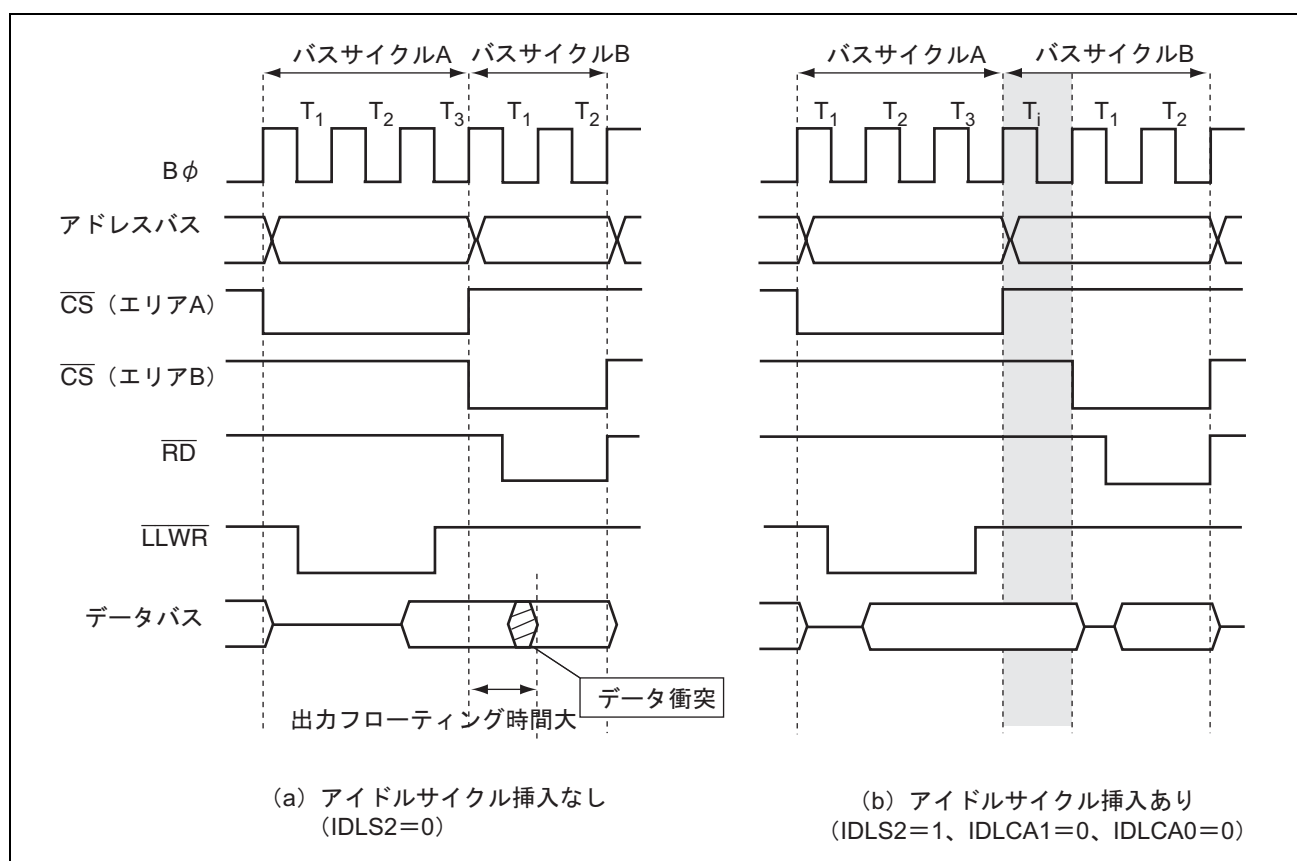 バスサイクルA バスサイクルB
T1 T2 T3 T1 T2
Bφ
アドレスバス
CS（エリアA）
CS（エリアB）
RD
LLWR
データバス
データ衝突
出力フローティング時間大
(a) アイドルサイクル挿入なし
(IDLS2＝0)
バスサイクルA バスサイクルB
T1 T2 T3 Ti T1 T2
(b) アイドルサイクル挿入あり
(IDLS2＝1、IDLCA1＝0、IDLCA0＝0)